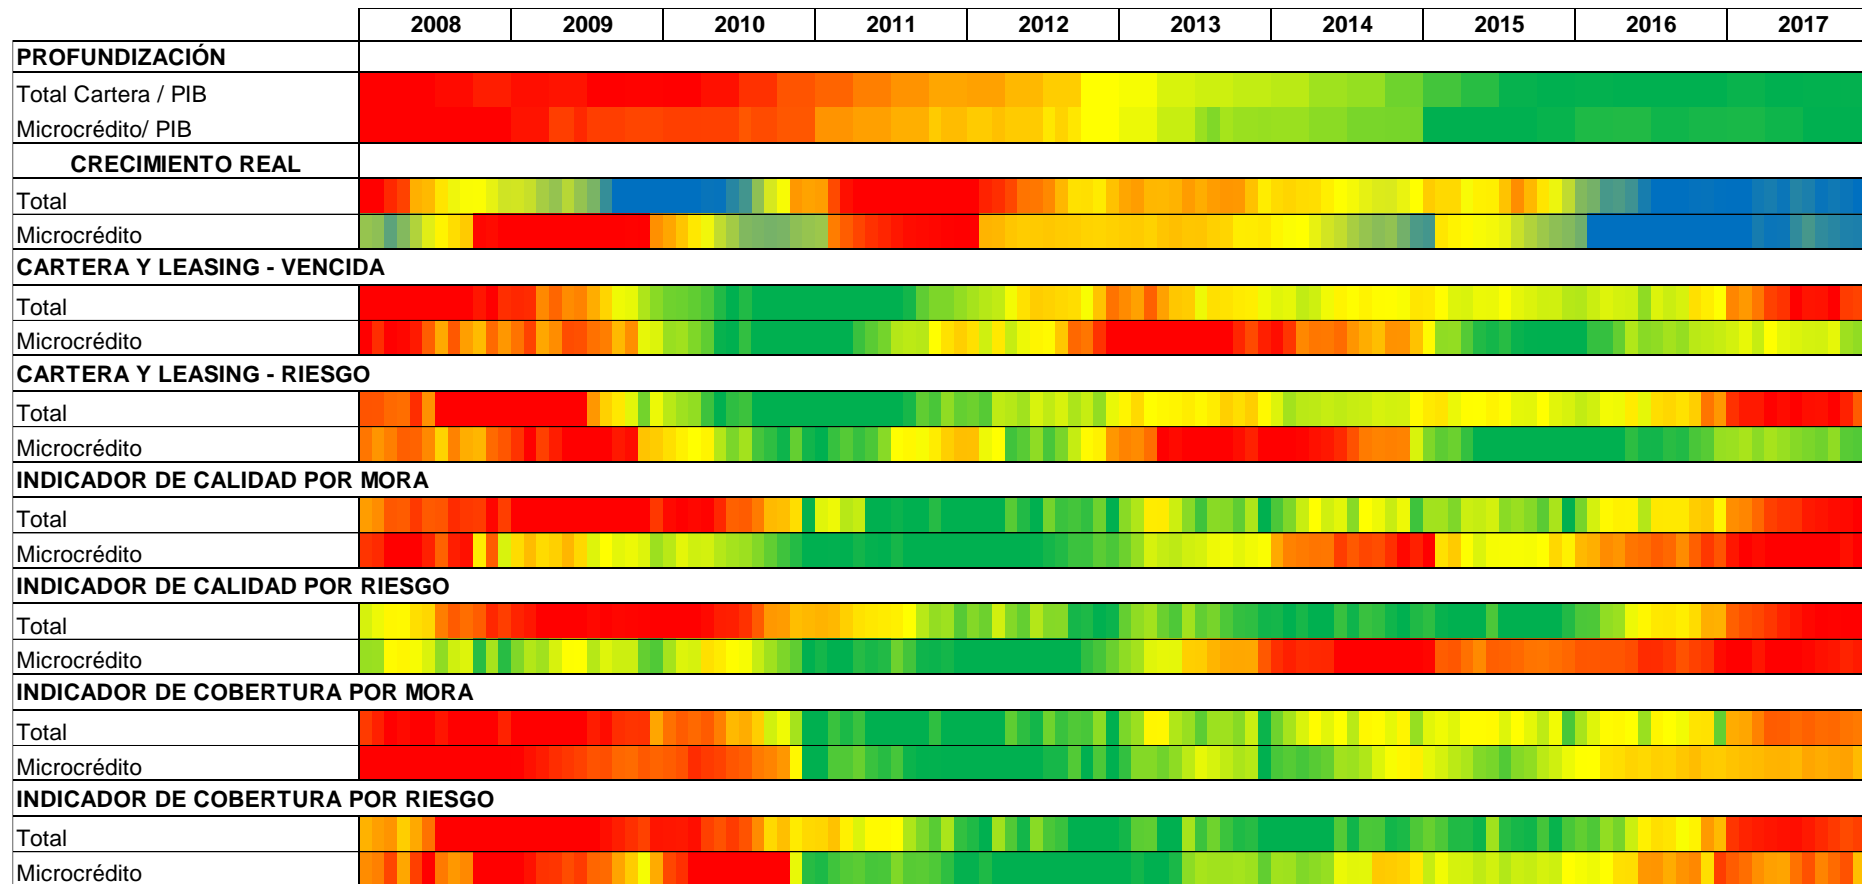 2008 2009 2010 2011 2012 2013 2014 2015 2016 2017
PROFUNDIZACIÓN
Total Cartera / PIB
Microcrédito/ PIB
CRECIMIENTO REAL
Total
Microcrédito
CARTERA Y LEASING - VENCIDA
Total
Microcrédito
CARTERA Y LEASING - RIESGO
Total
Microcrédito
INDICADOR DE CALIDAD POR MORA
Total
Microcrédito
INDICADOR DE CALIDAD POR RIESGO
Total
Microcrédito
INDICADOR DE COBERTURA POR MORA
Total
Microcrédito
INDICADOR DE COBERTURA POR RIESGO
Total
Microcrédito